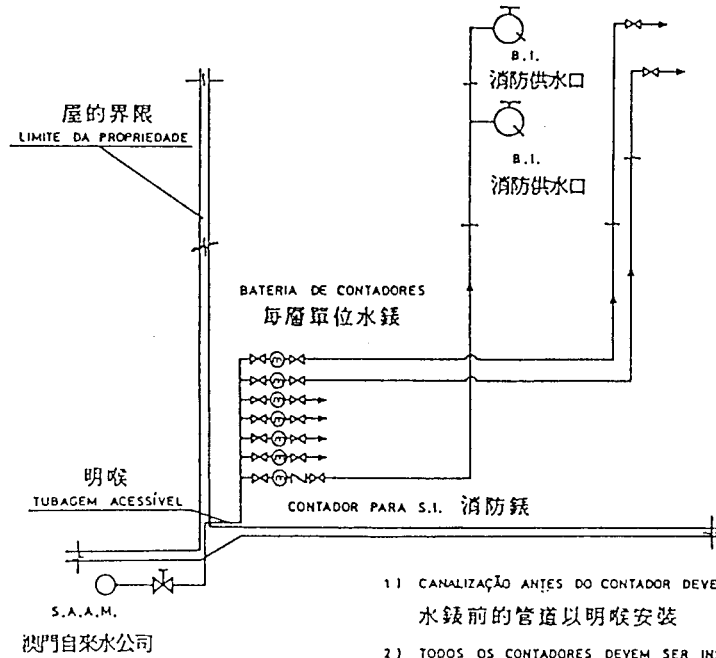 B.I.
消防供水口
屋的界限
LIMITE DA PROPRIEDADE
B.I.
消防供水口
BATERIA DE CONTADORES
每層單位水錶
明喉
TUBAGEM ACESSÍVEL
CONTADOR PARA S.I. 消防錶
S.A.A.M.
澳門自來水公司
1) CANALIZAÇÃO ANTES DO CONTADOR DEVE
水錶前的管道以明喉安裝
2) TODOS OS CONTADORES DEVEM SER IN